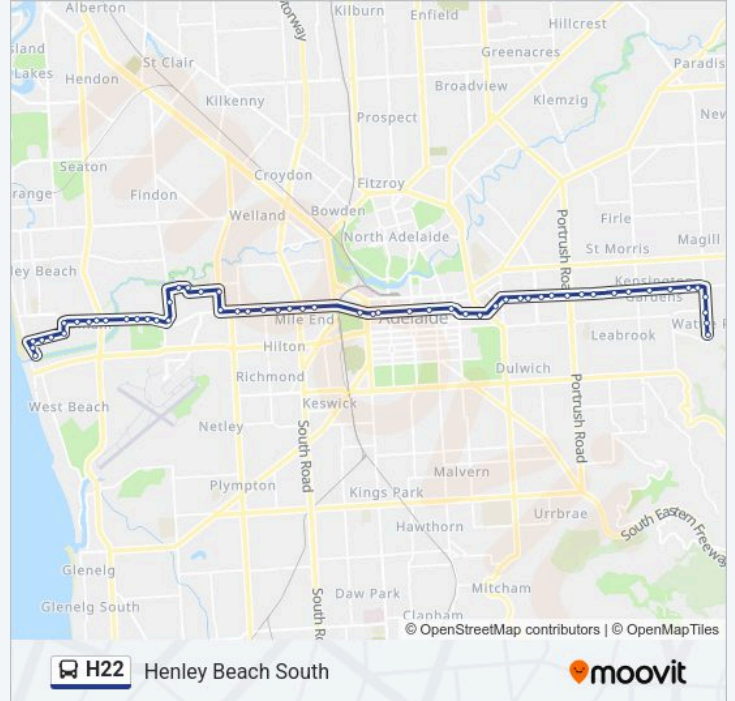 Alberton
Kilburn
Enfield
Hillcrest
St Clair
Greenacres
Paradis
sland
Lakes
Hendon
Broadview
Kilkenny
Klemzig
Prospect
New
Seaton
Croydon
Fitzroy
range
Findon
Welland
Bowden
Firle
North Adelaide
St Morris
Magill
ley Beach
Portrush Roa
Kensington
Gardens
Mile End
Adelaide
Hilton
Leabrook
Richmond
Dulwich
West Beach
Keswick
Netley
Portrush Road
South Road
Malvern
Plympton
Kings Park
Urrbrae
Hawthorn
South Eastern Freeway
Glenelg
Mitcham
Daw Park
Glenelg South
Clapham
© OpenStreetMap contributors | © OpenMapTiles
H22 Henley Beach South
moovit